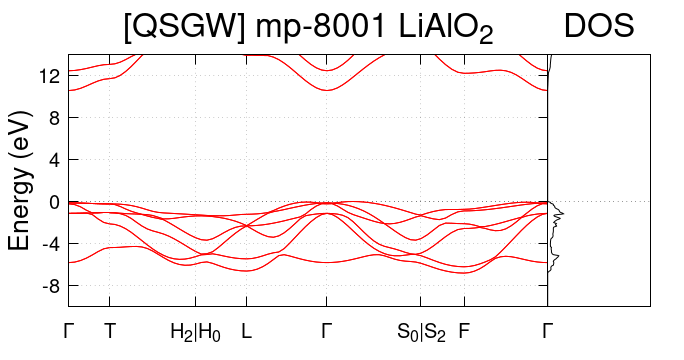 [QSGW] mp-8001 LiAlO2 DOS
Energy (eV)
12
8
4
0
-4
-8
Γ T H2|H0 L Γ S0|S2 F Γ